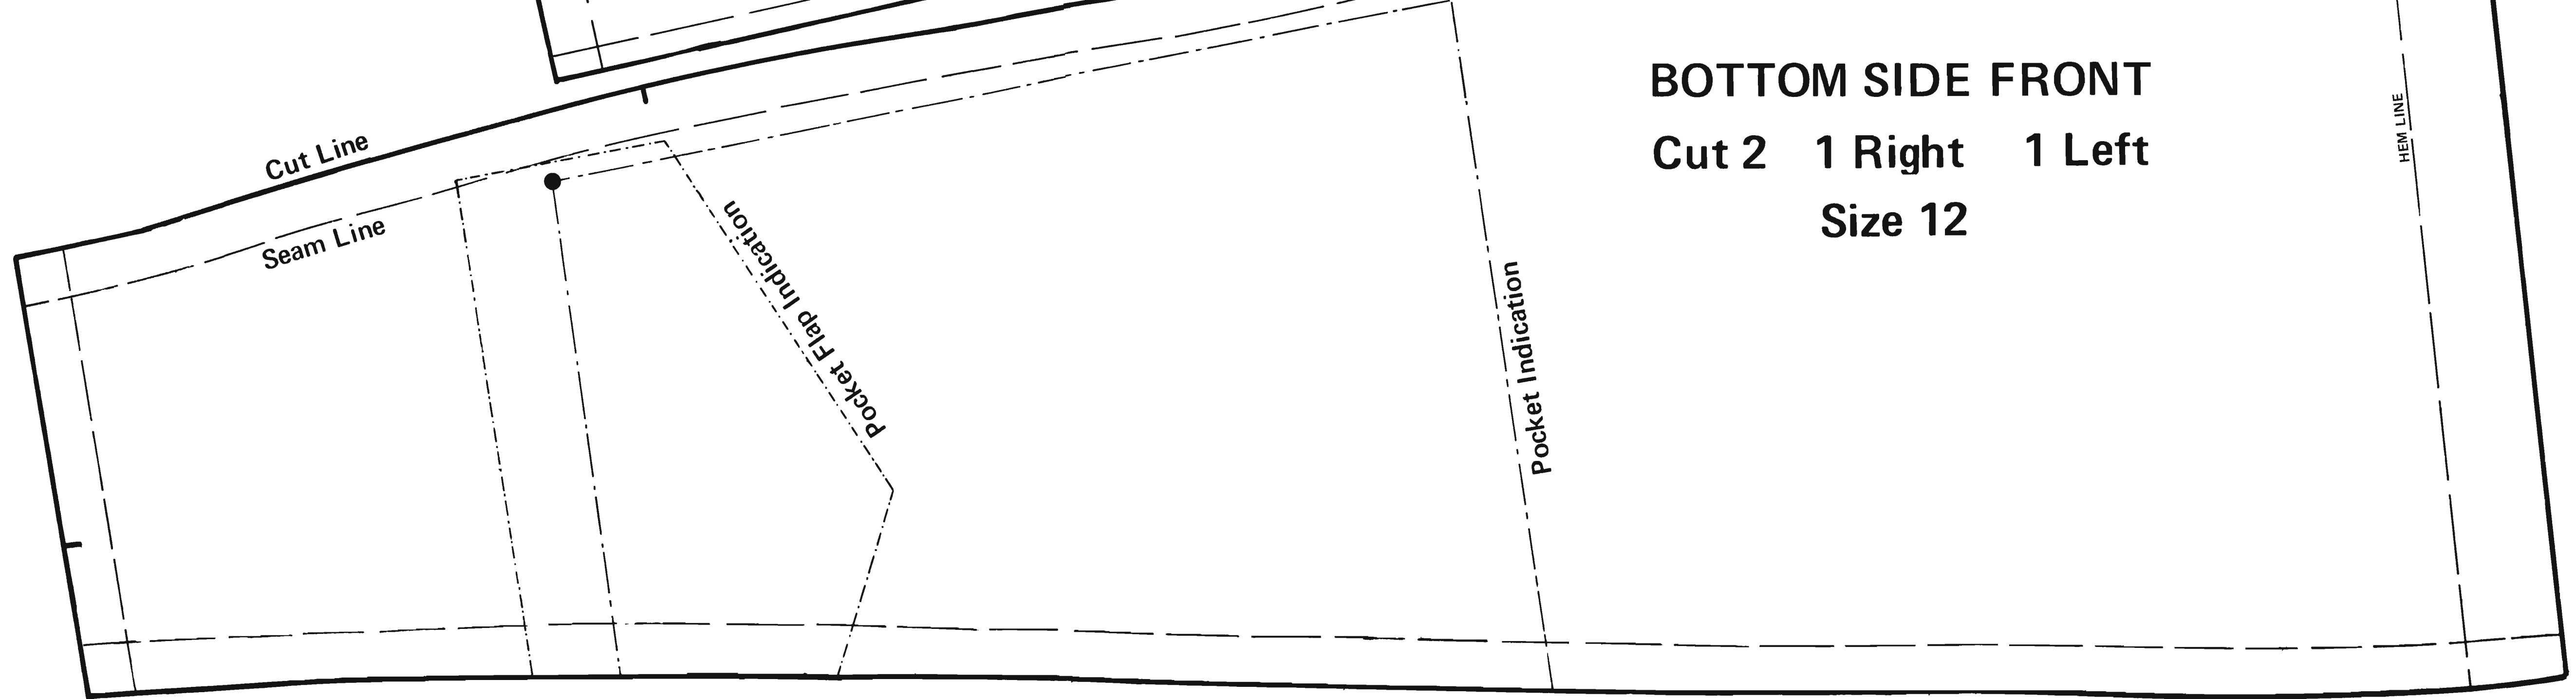 BOTTOM SIDE FRONT
Cut 2 1 Right 1 Left
Size 12
HEM LINE
Cut Line
Seam Line
Pocket Flap Indication
Pocket Indication